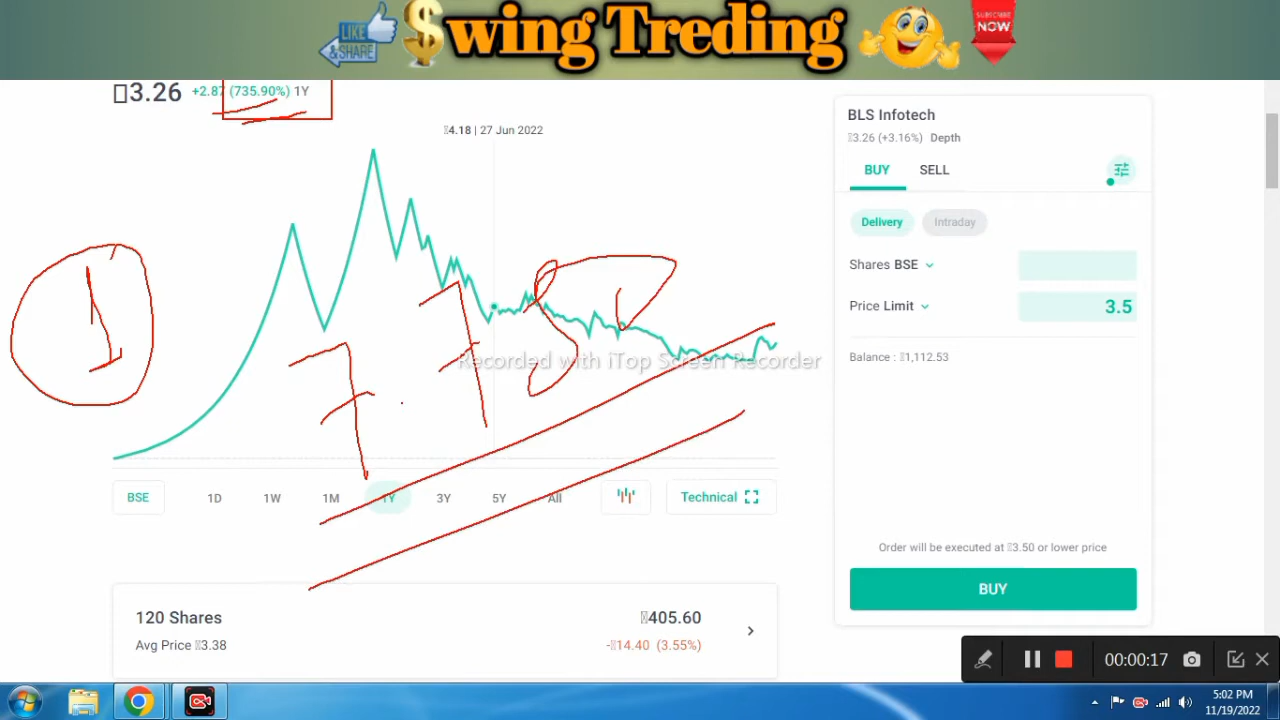 LIKE
&SHARE
$wing Treding
SUBSCRIBE
NOW
3.26 +2.87 (735.90%) 1Y
4.18 | 27 Jun 2022
1
7.
Recorded with iTop Screen Recorder
BSE 1D 1W 1M 1Y 3Y 5Y All Technical
120 Shares 405.60
Avg Price 3.38 -14.40 (3.55%)
BLS Infotech
3.26 (+3.16%) Depth
BUY SELL
Delivery Intraday
Shares BSE
Price Limit 3.5
Balance : 1,112.53
Order will be executed at 3.50 or lower price
BUY
00:00:17
5:02 PM
11/19/2022